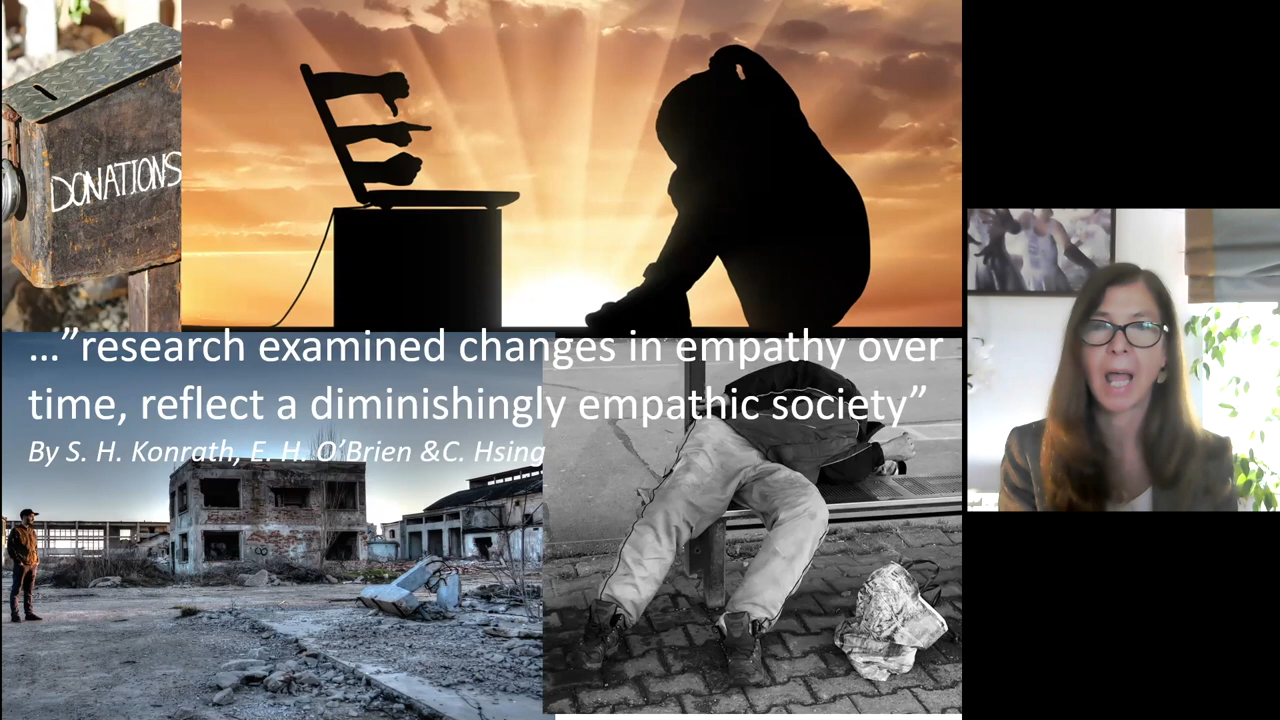 DONATIONS
…”research examined changes in empathy over
time, reflect a diminishingly empathic society”
By S. H. Konrath, E. H. O’Brien &C. Hsing